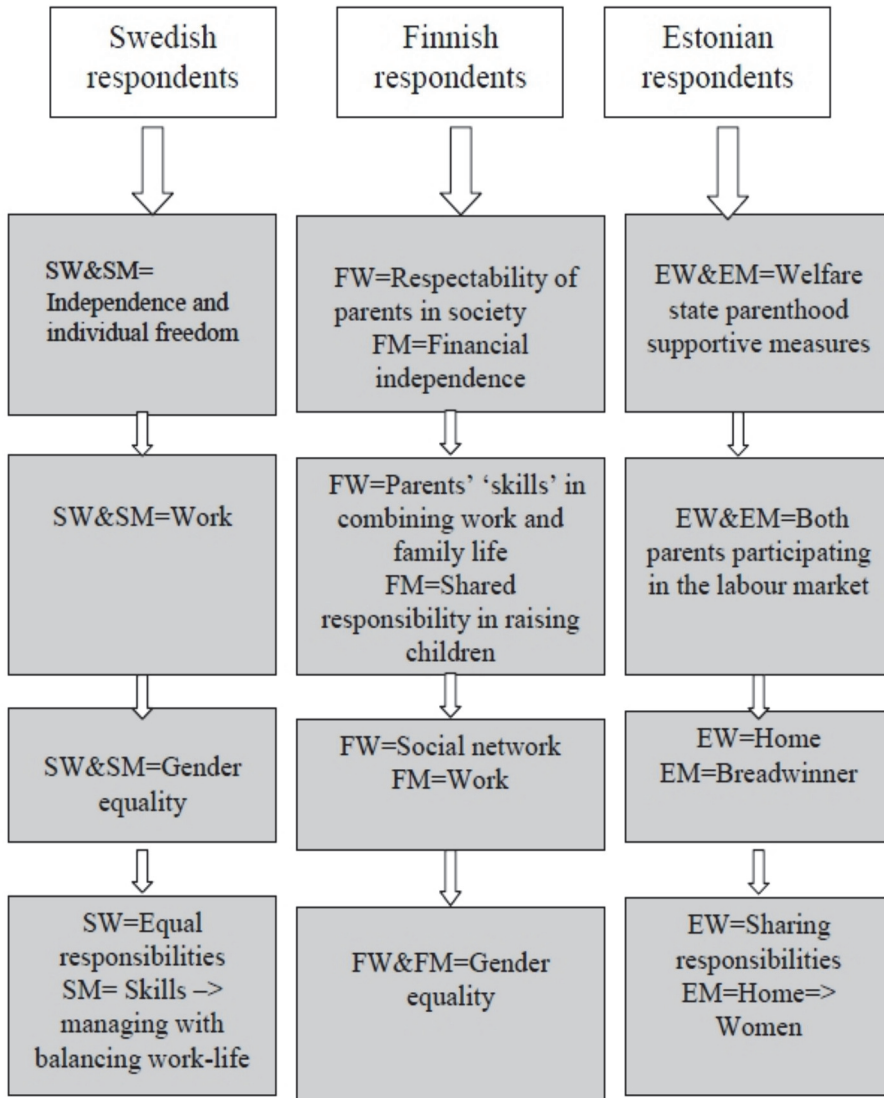 Swedish
respondents
SW&SM=
Independence and
individual freedom
SW&SM=Work
SW&SM=Gender
equality
SW=Equal
responsibilities
SM= Skills –>
managing with
balancing work-life
Finnish
respondents
FW=Respectability of
parents in society
FM=Financial
independence
FW=Parents’ ‘skills’ in
combining work and
family life
FM=Shared
responsibility in raising
children
FW=Social network
FM=Work
FW&FM=Gender
equality
Estonian
respondents
EW&EM=Welfare
state parenthood
supportive measures
EW&EM=Both
parents participating
in the labour market
EW=Home
EM=Breadwinner
EW=Sharing
responsibilities
EM=Home=>
Women